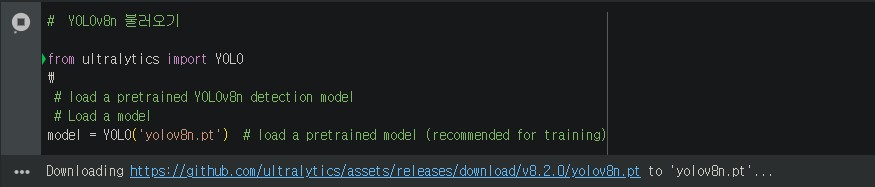 # YOLOv8n 불러오기
from ultralytics import YOLO
₩
# load a pretrained YOLOv8n detection model
# Load a model
model = YOLO('yolov8n.pt')  # load a pretrained model (recommended for training)
Downloading https://github.com/ultralytics/assets/releases/download/v8.2.0/yolov8n.pt to 'yolov8n.pt'...